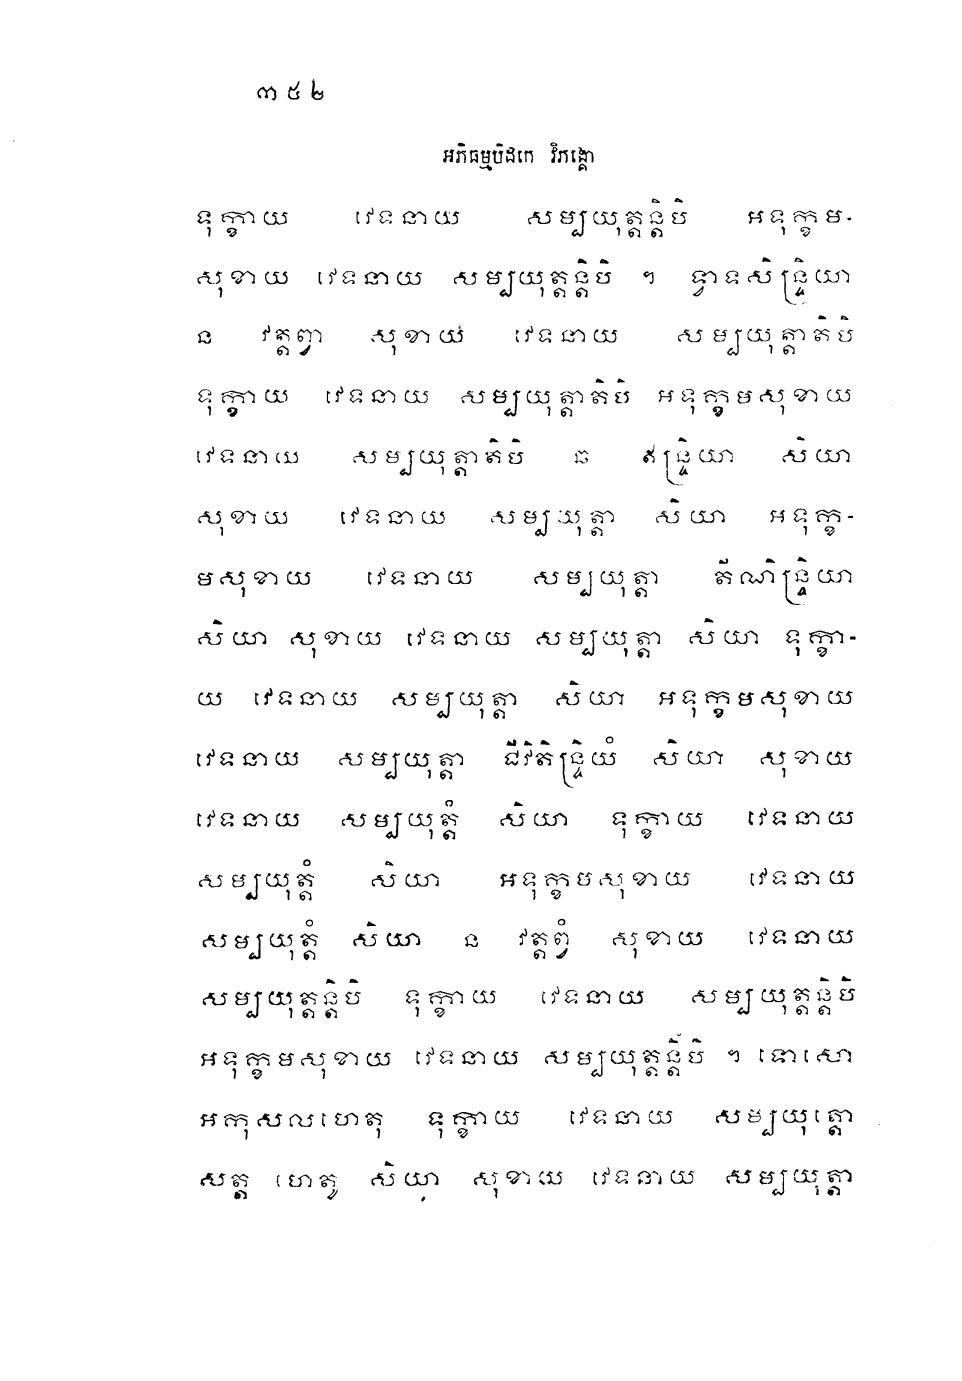 ៣៥២
អភិធម្មបិដកេ វិភង្គោ
ទុក្ខាយ វេទនាយ សម្បយុត្តន្តិបិ អទុក្ខម-
សុខាយ វេទនាយ សម្បយុត្តន្តិបិ ។ ទ្វាទសិន្ទ្រិយា
ន វត្តព្វា សុខាយ វេទនាយ សម្បយុត្តាតិបិ
ទុក្ខាយ វេទនាយ សម្បយុត្តាតិបិ អទុក្ខមសុខាយ
វេទនាយ សម្បយុត្តាតិបិ ឆ ឥន្ទ្រិយា សិយា
សុខាយ វេទនាយ សម្បយុត្តា សិយា អទុក្ខ-
មសុខាយ វេទនាយ សម្បយុត្តា តីណិន្ទ្រិយា
សិយា សុខាយ វេទនាយ សម្បយុត្តា សិយា ទុក្ខា-
យ វេទនាយ សម្បយុត្តា សិយា អទុក្ខមសុខាយ
វេទនាយ សម្បយុត្តា ជីវិតិន្ទ្រិយំ សិយា សុខាយ
វេទនាយ សម្បយុត្តំ សិយា ទុក្ខាយ វេទនាយ
សម្បយុត្តំ សិយា អទុក្ខមសុខាយ វេទនាយ
សម្បយុត្តំ សិយា ន វត្តព្វំ សុខាយ វេទនាយ
សម្បយុត្តន្តិបិ ទុក្ខាយ វេទនាយ សម្បយុត្តន្តិបិ
អទុក្ខមសុខាយ វេទនាយ សម្បយុត្តន្តិបិ ។ ទោសោ
អកុសលហេតុ ទុក្ខាយ វេទនាយ សម្បយុត្តោ
សត្ត ហេតូ សិយា សុខាយ វេទនាយ សម្បយុត្តា